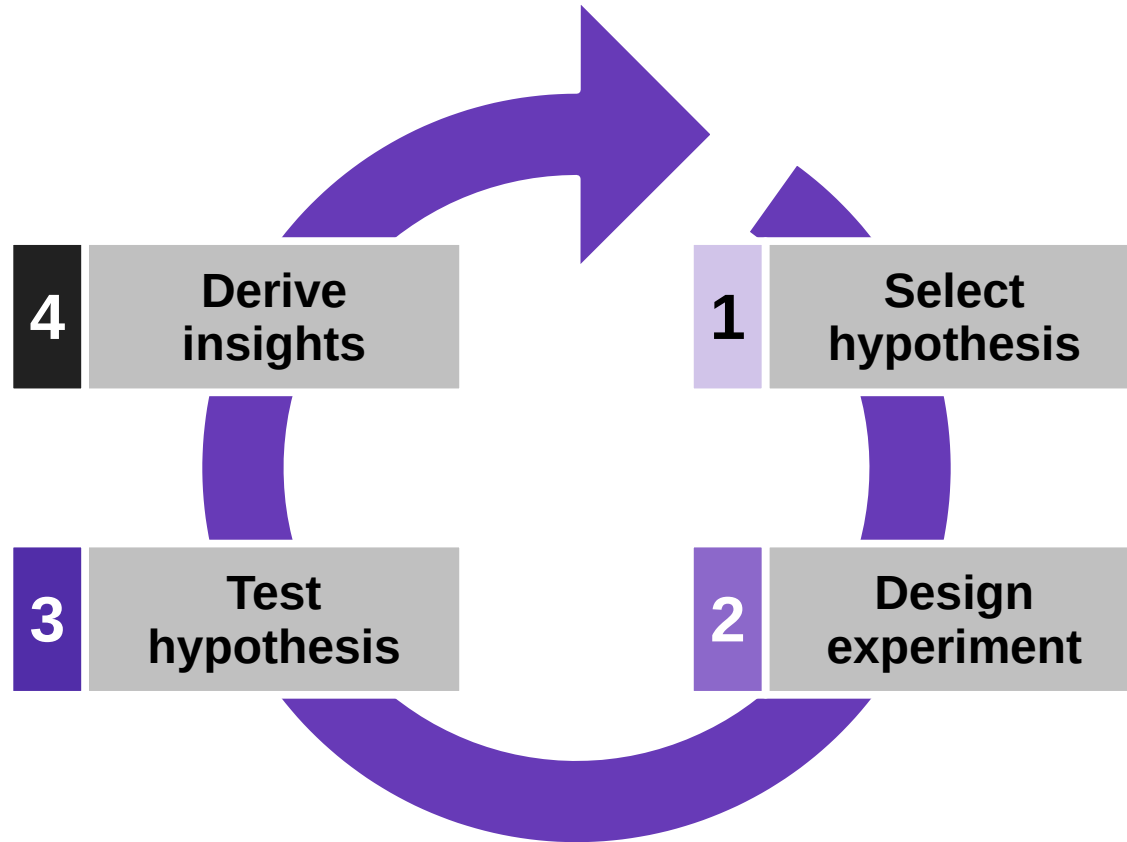 4
Derive
insights
1
Select
hypothesis
3
Test
hypothesis
2
Design
experiment